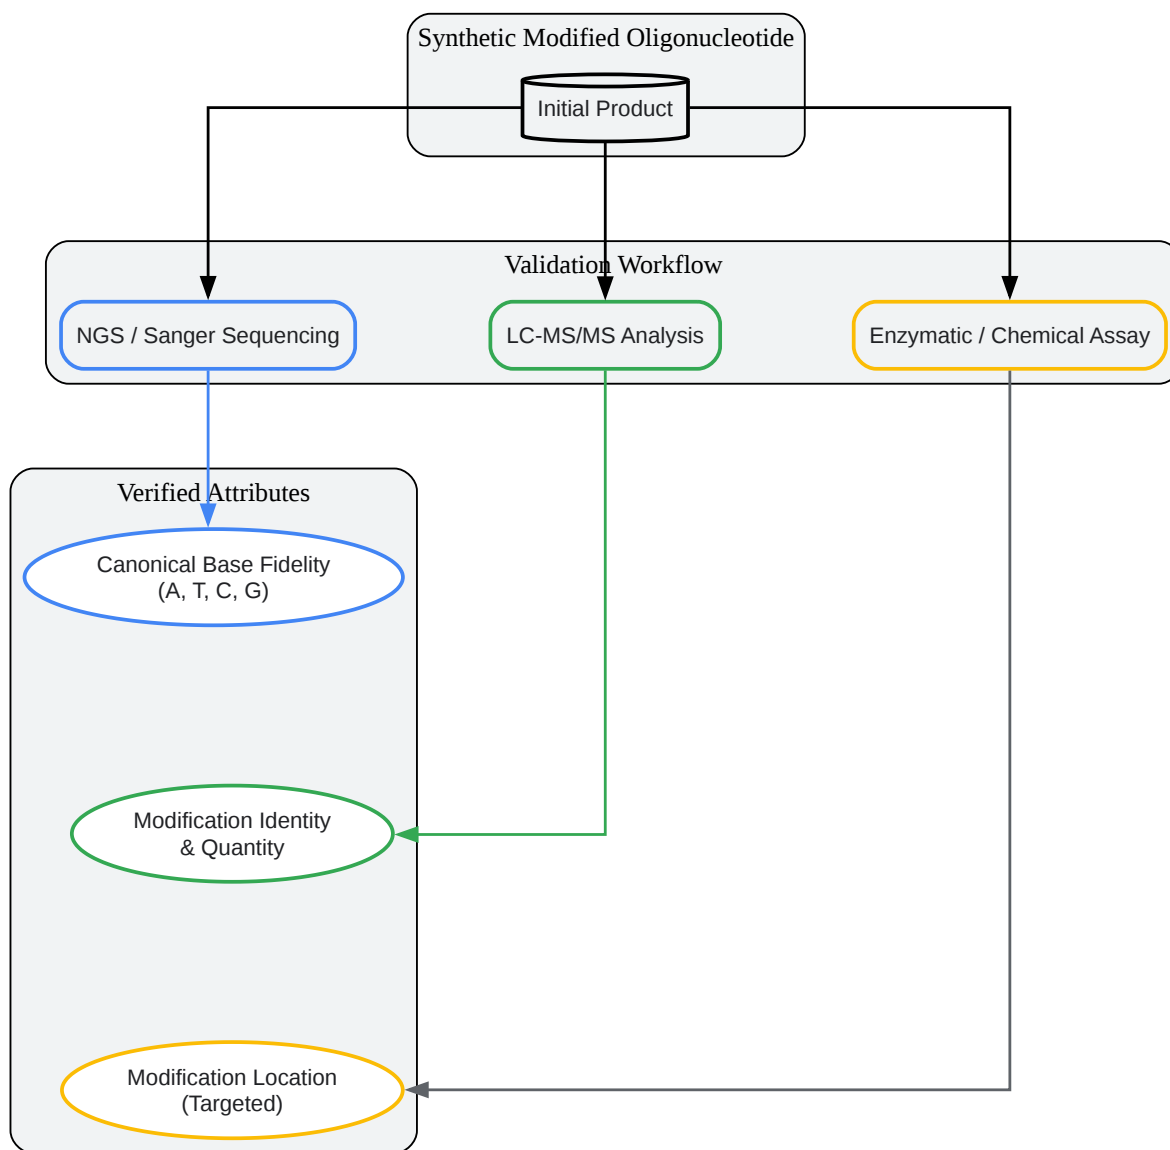 Synthetic Modified Oligonucleotide
Initial Product
Validation Workflow
NGS / Sanger Sequencing
LC-MS/MS Analysis
Enzymatic / Chemical Assay
Verified Attributes
Canonical Base Fidelity
(A, T, C, G)
Modification Identity
& Quantity
Modification Location
(Targeted)